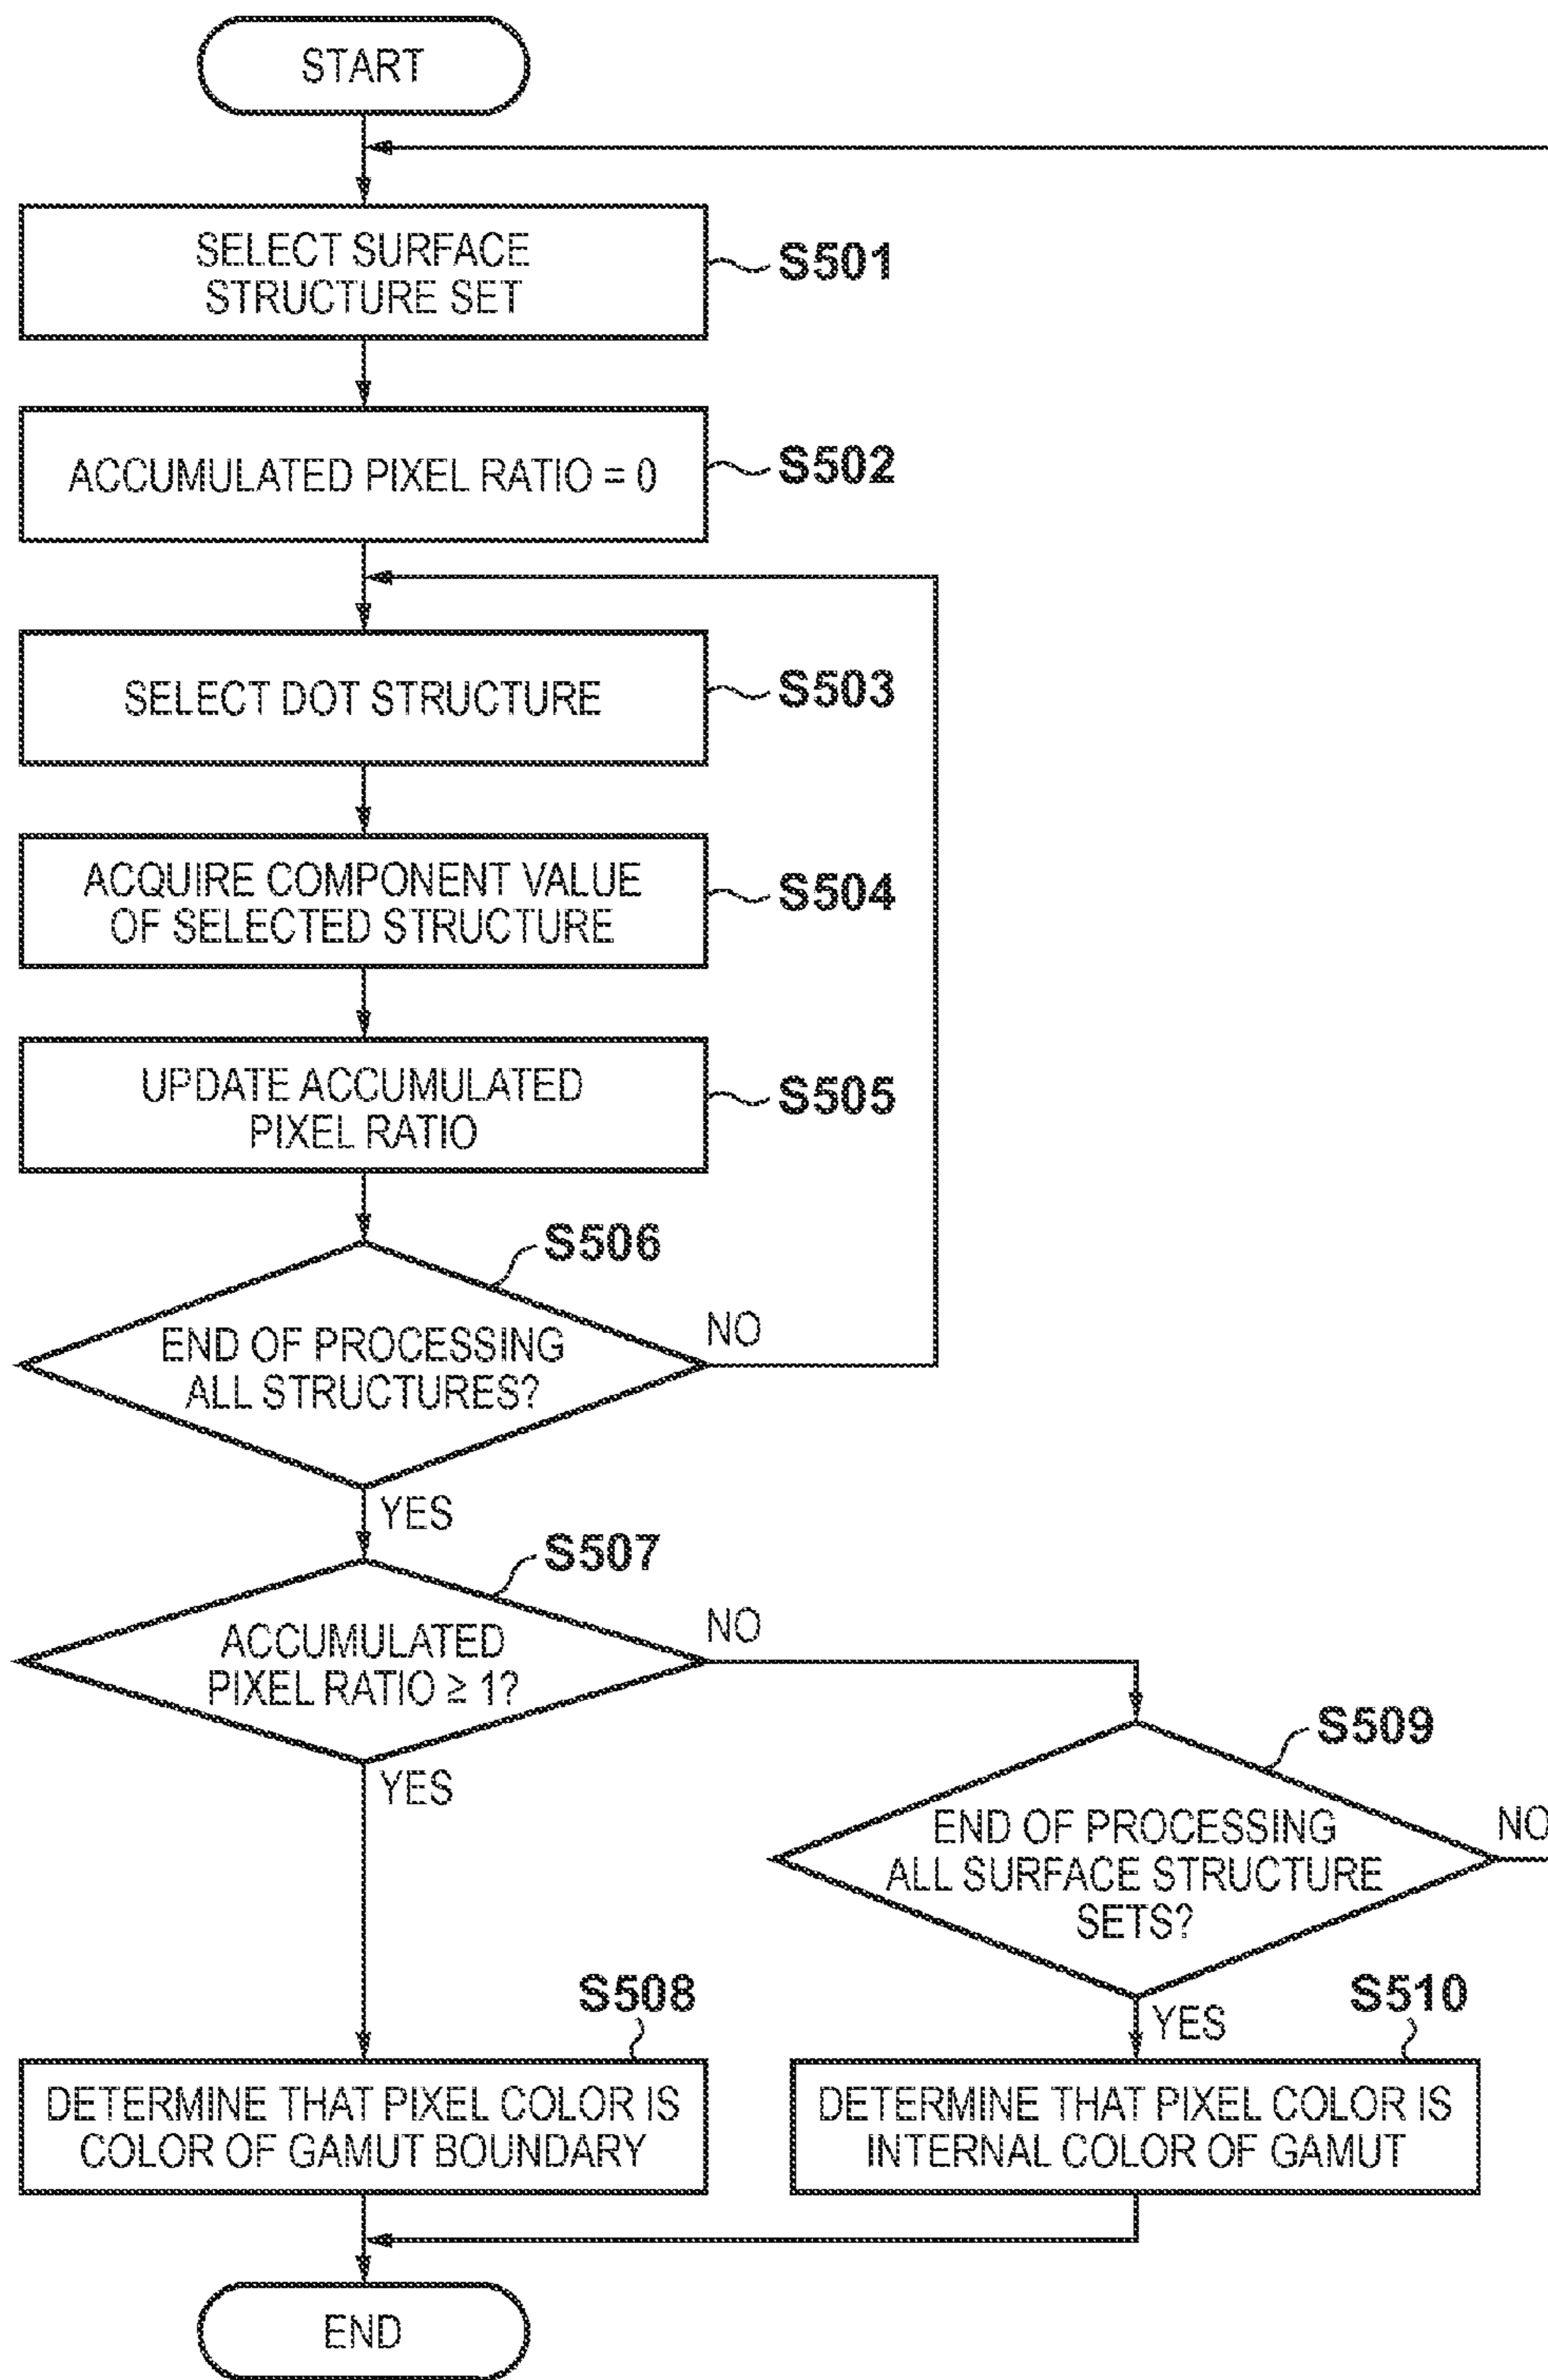 START
SELECT SURFACE
STRUCTURE SET
S501
ACCUMULATED PIXEL RATIO = 0
S502
SELECT DOT STRUCTURE
S503
ACQUIRE COMPONENT VALUE
OF SELECTED STRUCTURE
S504
UPDATE ACCUMULATED
PIXEL RATIO
S505
S506
END OF PROCESSING
ALL STRUCTURES?
NO
YES
S507
ACCUMULATED
PIXEL RATIO ≥ 1?
NO
YES
S509
END OF PROCESSING
ALL SURFACE STRUCTURE
SETS?
NO
YES
S508
DETERMINE THAT PIXEL COLOR IS
COLOR OF GAMUT BOUNDARY
S510
DETERMINE THAT PIXEL COLOR IS
INTERNAL COLOR OF GAMUT
END